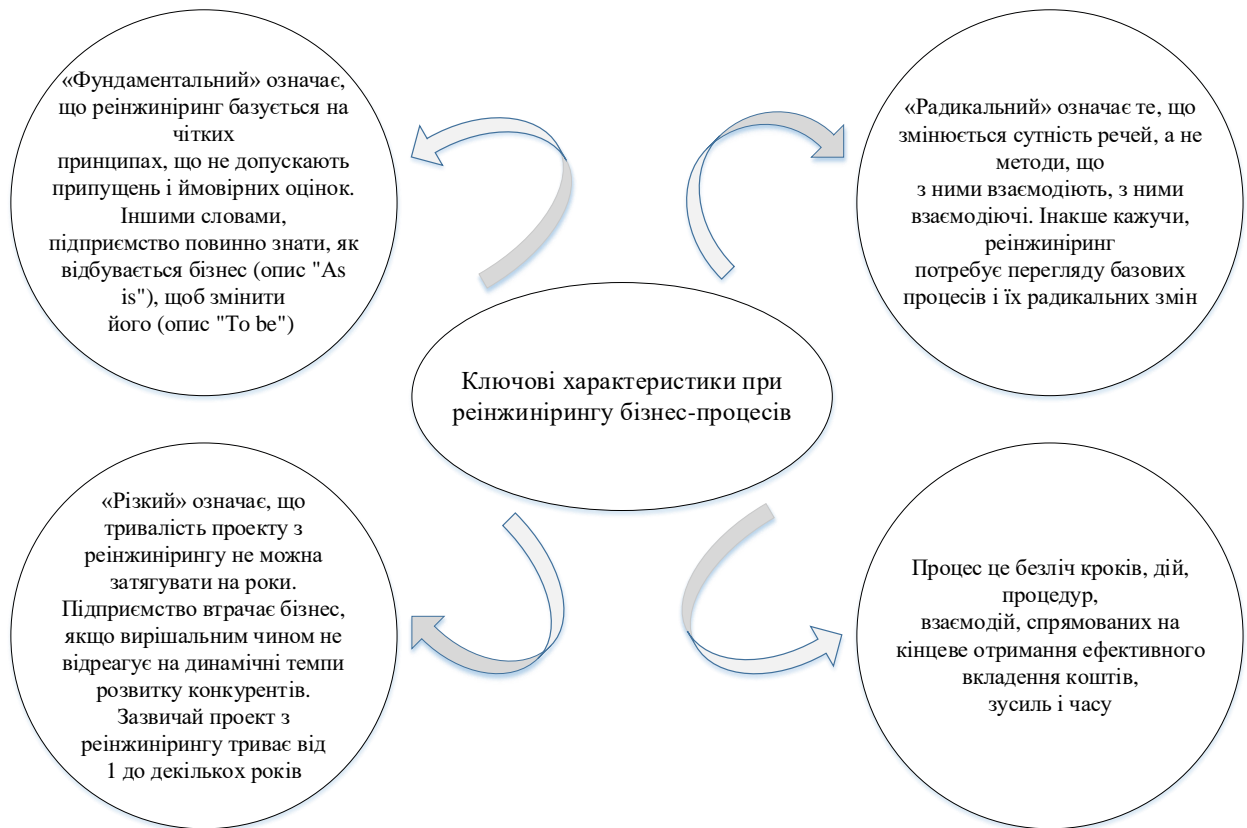 «Фундаментальний» означає,
що реінжиніринг базується на
чітких
принципах, що не допускають
припущень і ймовірних оцінок.
Іншими словами,
підприємство повинно знати, як
відбувається бізнес (опис "As
is"), щоб змінити
його (опис "To be")
«Радикальний» означає те, що
змінюється сутність речей, а не
методи, що
з ними взаємодіють, з ними
взаємодіючі. Інакше кажучи,
реінжиніринг
потребує перегляду базових
процесів і їх радикальних змін
Ключові характеристики при
реінжинірингу бізнес-процесів
«Різкий» означає, що
тривалість проекту з
реінжинірингу не можна
затягувати на роки.
Підприємство втрачає бізнес,
якщо вирішальним чином не
відреагує на динамічні темпи
розвитку конкурентів.
Зазвичай проект з
реінжинірингу триває від
1 до декількох років
Процес це безліч кроків, дій,
процедур,
взаємодій, спрямованих на
кінцеве отримання ефективного
вкладення коштів,
зусиль і часу